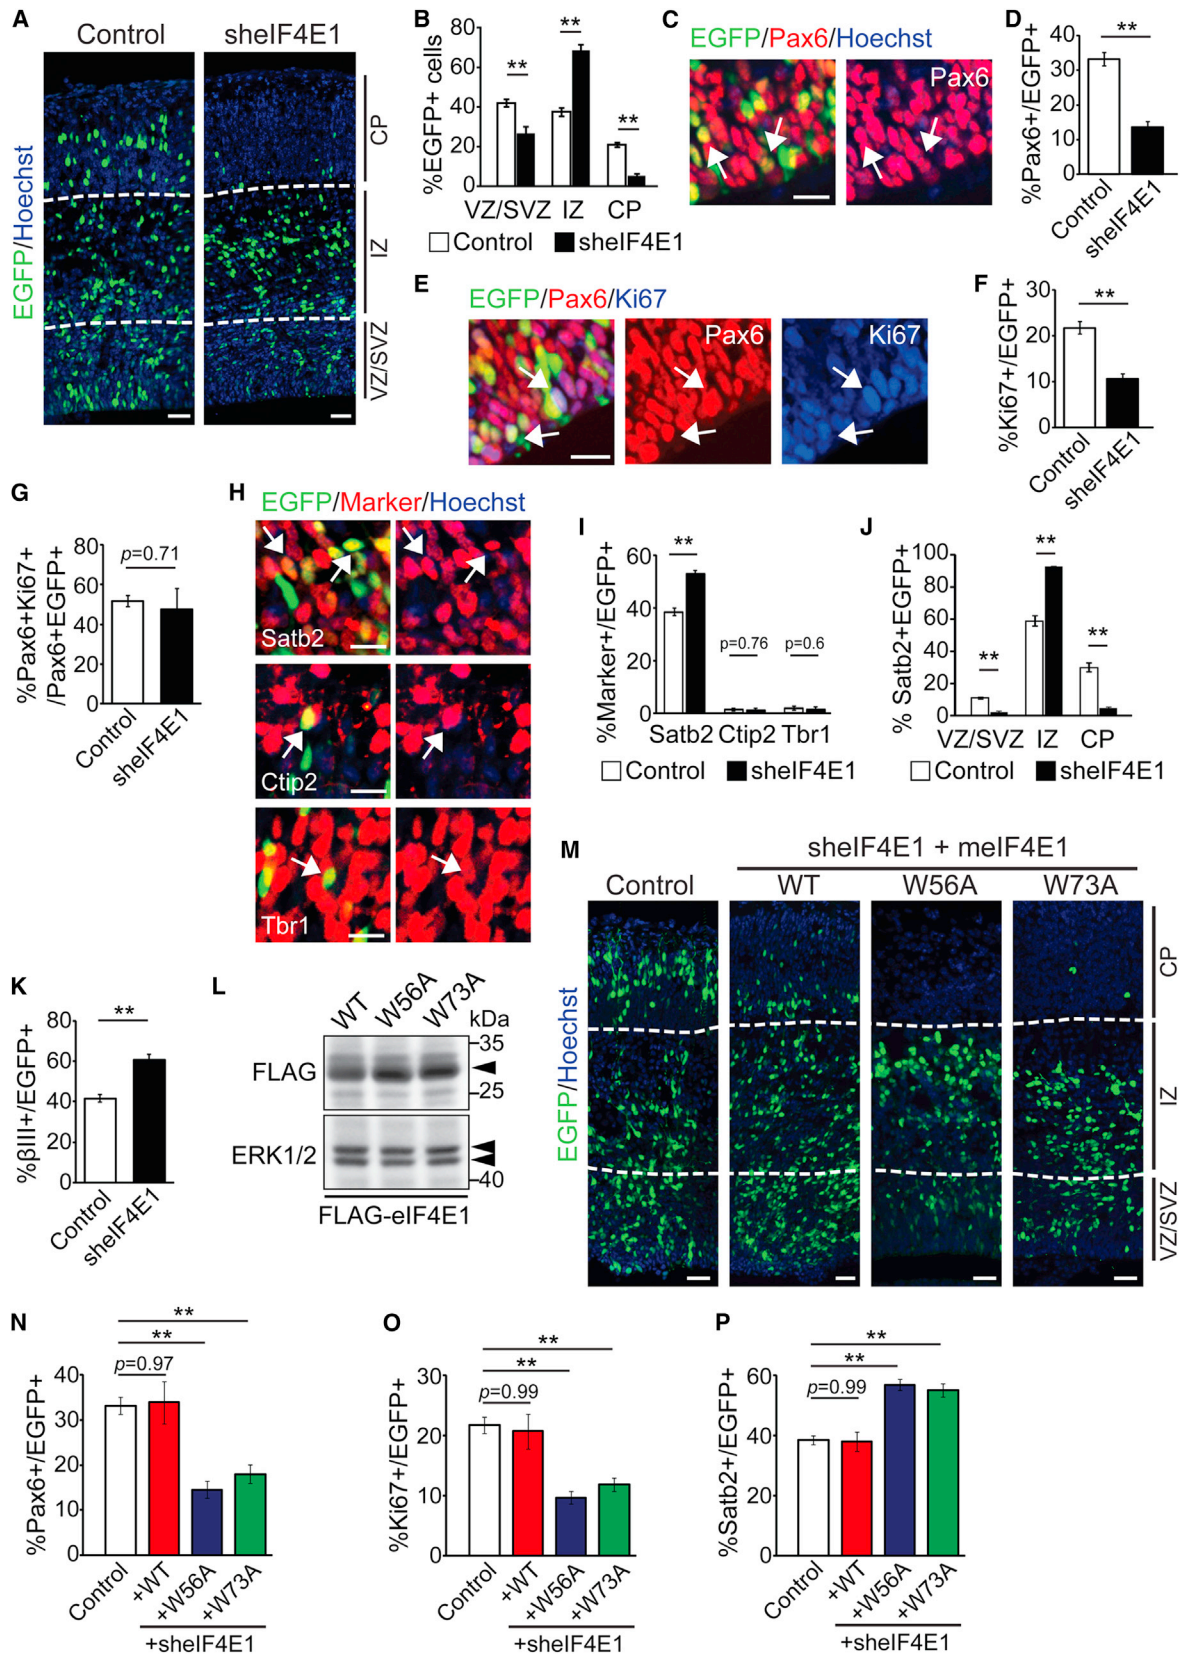 A
Control
sheIF4E1
EGFP/Hoechst
CP
IZ
VZ/SVZ
B
%EGFP+ cells
80
60
40
20
0
**
**
**
VZ/SVZ IZ CP
Control sheIF4E1
C
EGFP/Pax6/Hoechst
Pax6
D
%Pax6+/EGFP+
40
30
20
10
0
**
Control
sheIF4E1
E
EGFP/Pax6/Ki67
Pax6
Ki67
F
%Ki67+/EGFP+
30
20
10
0
**
Control
sheIF4E1
G
%Pax6+Ki67+
/Pax6+EGFP+
80
60
40
20
0
p=0.71
Control
sheIF4E1
H
EGFP/Marker/Hoechst
Satb2
Ctip2
Tbr1
I
%Marker+/EGFP+
60
40
20
0
**
p=0.76
p=0.6
Satb2 Ctip2 Tbr1
Control sheIF4E1
J
% Satb2+EGFP+
100
80
60
40
20
0
**
**
**
VZ/SVZ IZ CP
Control sheIF4E1
K
%βIII+/EGFP+
80
60
40
20
0
**
Control
sheIF4E1
L
WT
W56A
W73A
kDa
35
25
FLAG
ERK1/2
40
FLAG-eIF4E1
M
sheIF4E1 + meIF4E1
Control
WT
W56A
W73A
EGFP/Hoechst
CP
IZ
VZ/SVZ
N
%Pax6+/EGFP+
40
30
20
10
0
**
**
p=0.97
Control
+WT
+W56A
+W73A
+sheIF4E1
O
%Ki67+/EGFP+
30
20
10
0
**
**
p=0.99
Control
+WT
+W56A
+W73A
+sheIF4E1
P
%Satb2+/EGFP+
60
40
20
0
**
**
p=0.99
Control
+WT
+W56A
+W73A
+sheIF4E1